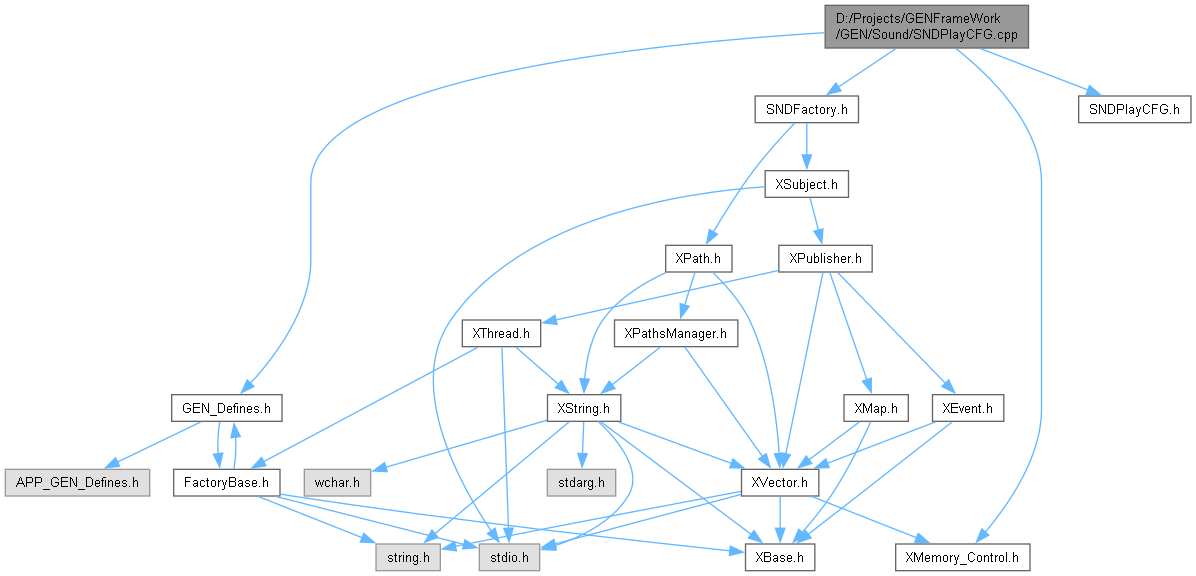 D:/Projects/GENFrameWork
/GEN/Sound/SNDPlayCFG.cpp
SNDFactory.h
SNDPlayCFG.h
XSubject.h
XPath.h
XPublisher.h
XThread.h
XPathsManager.h
GEN_Defines.h
XString.h
XMap.h
XEvent.h
APP_GEN_Defines.h
FactoryBase.h
wchar.h
stdarg.h
XVector.h
string.h
stdio.h
XBase.h
XMemory_Control.h